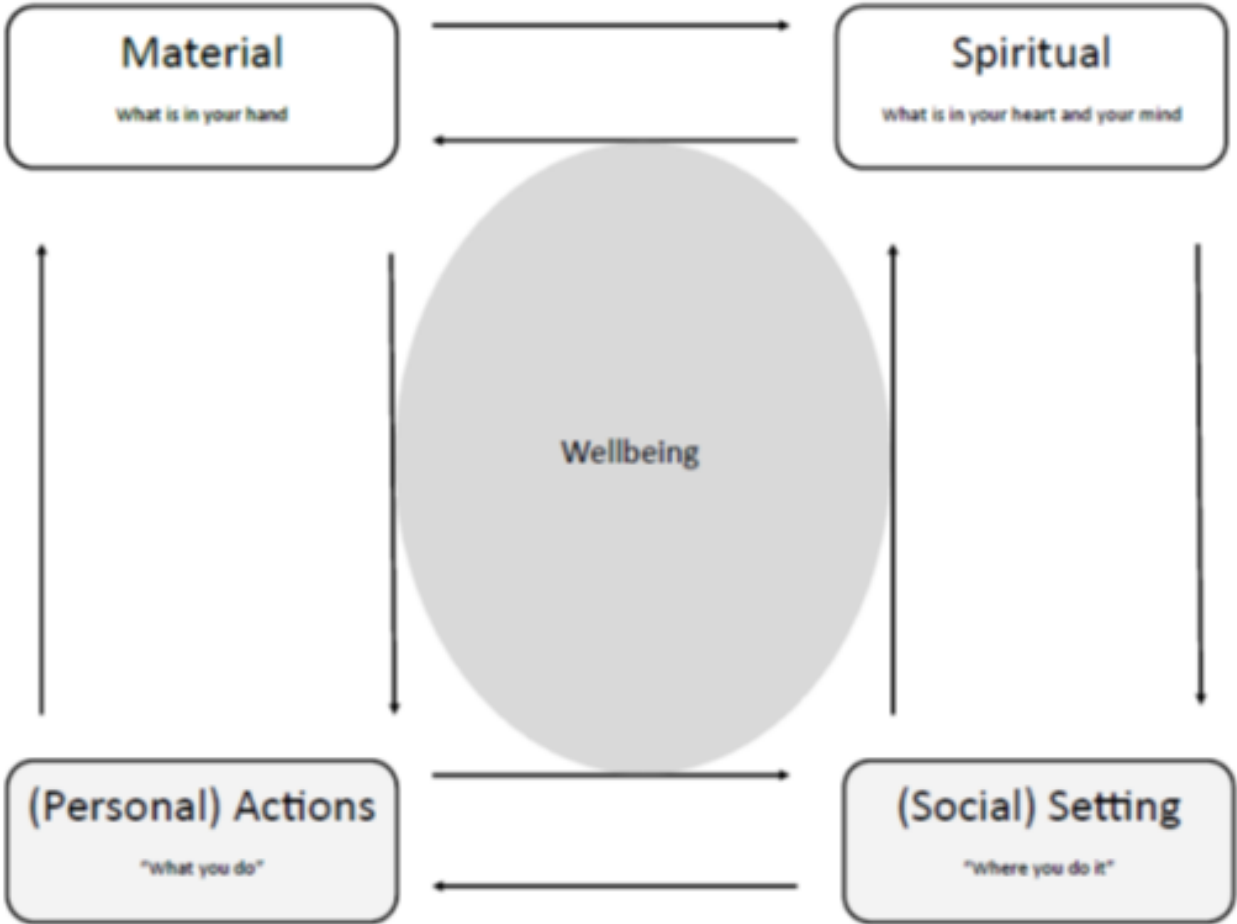 Material
What is in your hand
Spiritual
What is in your heart and your mind
Wellbeing
(Personal) Actions
"What you do"
(Social) Setting
"Where you do it"